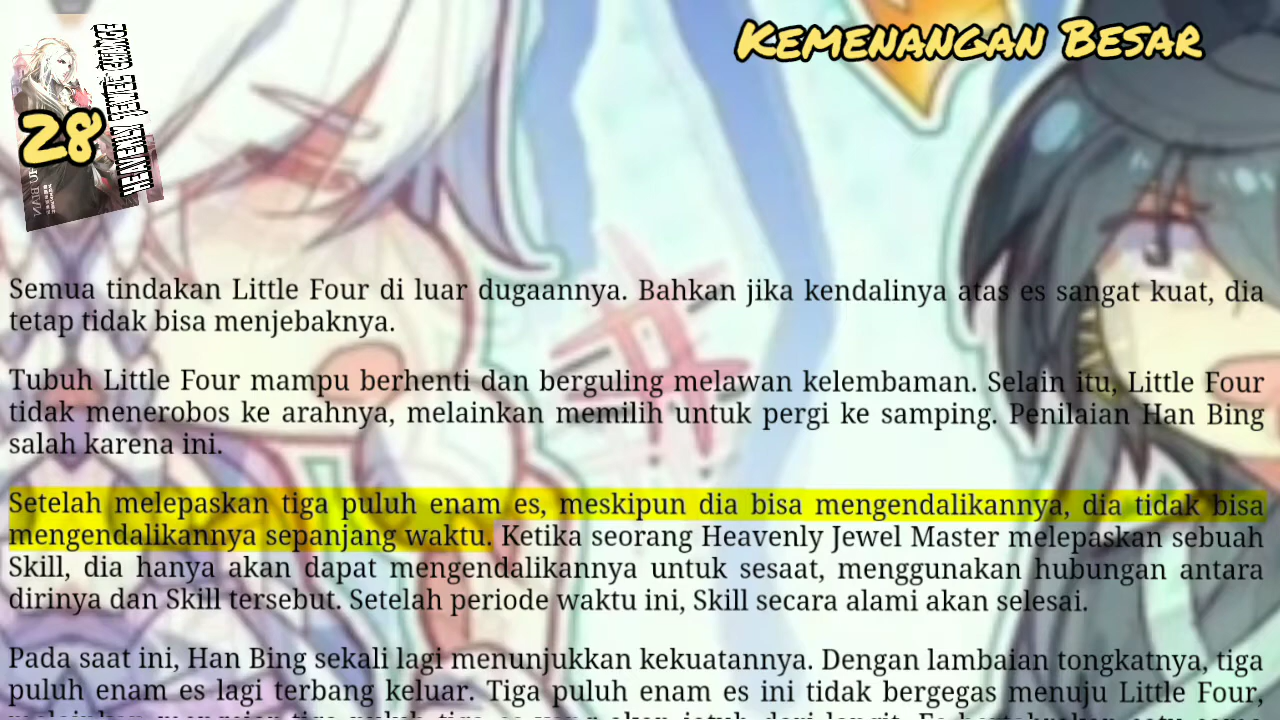 Kemenangan Besar
HEAVENLY JEWEL CHANGE
28
Semua tindakan Little Four di luar dugaannya. Bahkan jika kendalinya atas es sangat kuat, dia
tetap tidak bisa menjebaknya.
Tubuh Little Four mampu berhenti dan berguling melawan kelembaman. Selain itu, Little Four
tidak menerobos ke arahnya, melainkan memilih untuk pergi ke samping. Penilaian Han Bing
salah karena ini.
Setelah melepaskan tiga puluh enam es, meskipun dia bisa mengendalikannya, dia tidak bisa
mengendalikannya sepanjang waktu. Ketika seorang Heavenly Jewel Master melepaskan sebuah
Skill, dia hanya akan dapat mengendalikannya untuk sesaat, menggunakan hubungan antara
dirinya dan Skill tersebut. Setelah periode waktu ini, Skill secara alami akan selesai.
Pada saat ini, Han Bing sekali lagi menunjukkan kekuatannya. Dengan lambaian tongkatnya, tiga
puluh enam es lagi terbang keluar. Tiga puluh enam es ini tidak bergegas menuju Little Four,